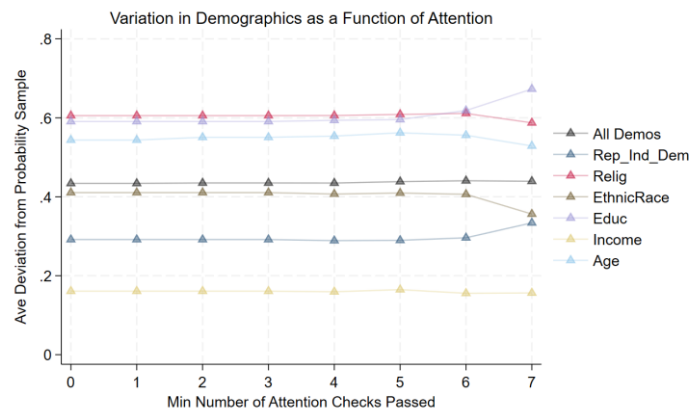 Variation in Demographics as a Function of Attention
Ave Deviation from Probability Sample
.8
.6
.4
.2
0
0 1 2 3 4 5 6 7
Min Number of Attention Checks Passed
All Demos
Rep_Ind_Dem
Relig
EthnicRace
Educ
Income
Age